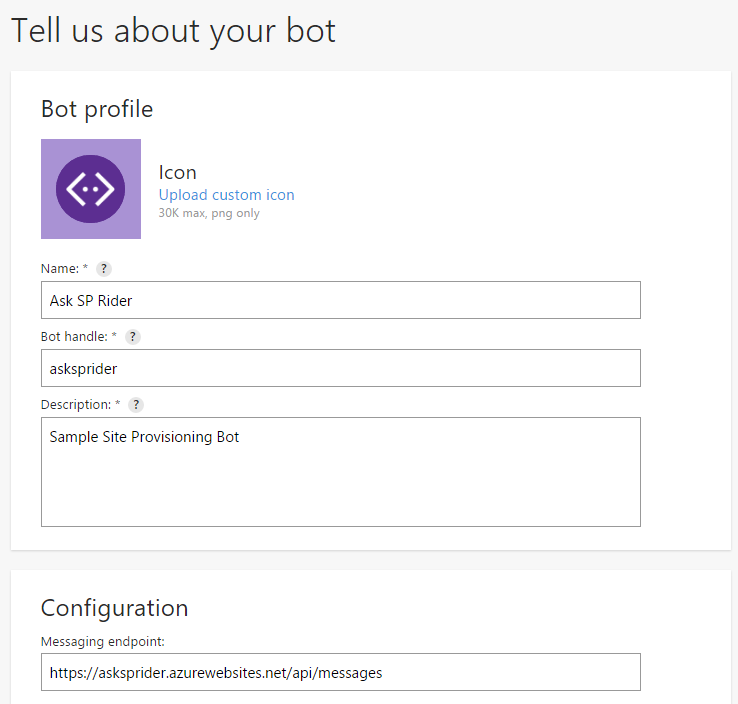 Tell us about your bot
Bot profile
Icon
Upload custom icon
30K max, png only
Name: * ?
Ask SP Rider
Bot handle: * ?
asksprider
Description: * ?
Sample Site Provisioning Bot
Configuration
Messaging endpoint:
https://asksprider.azurewebsites.net/api/messages